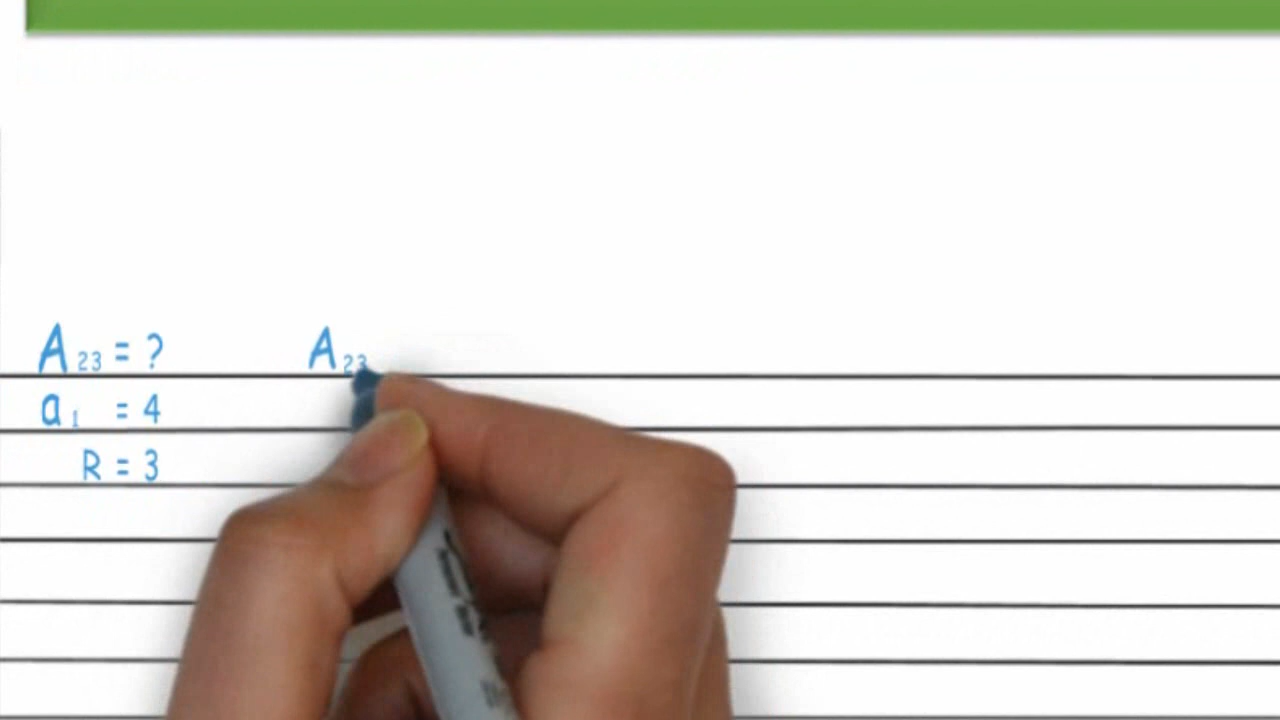 A₂₃ = ? A₂₃
a₁ = 4
R = 3